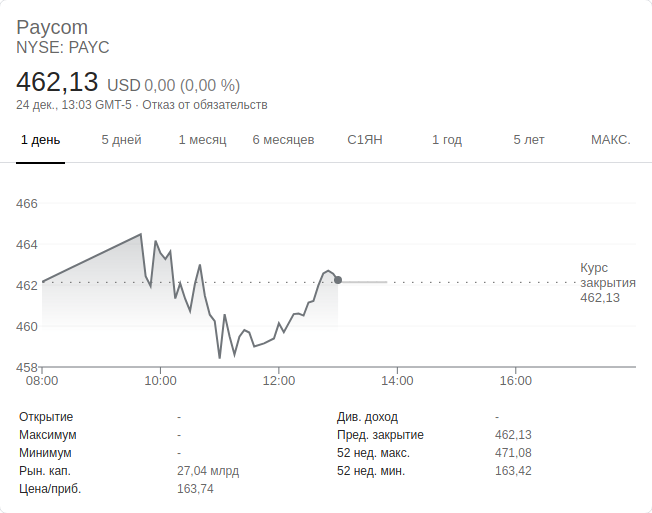 Paycom
NYSE: PAYC
462,13 USD 0,00 (0,00 %)
24 дек., 13:03 GMT-5 · Отказ от обязательств
1 день 5 дней 1 месяц 6 месяцев С1ЯН 1 год 5 лет МАКС.
466
464
462
460
458
Курс
закрытия
462,13
08:00 10:00 12:00 14:00 16:00
Открытие - Див. доход -
Максимум - Пред. закрытие 462,13
Минимум - 52 нед. макс. 471,08
Рын. кап. 27,04 млрд 52 нед. мин. 163,42
Цена/приб. 163,74